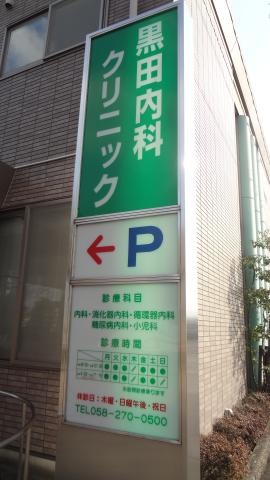 黒田内科
クリニック
P
診療科目
内科・消化器内科・循環器内科
糖尿病内科・小児科
診療時間
月 火 水 木 金 土 日
休診日:木曜・日曜午後・祝日
TEL058-270-0500